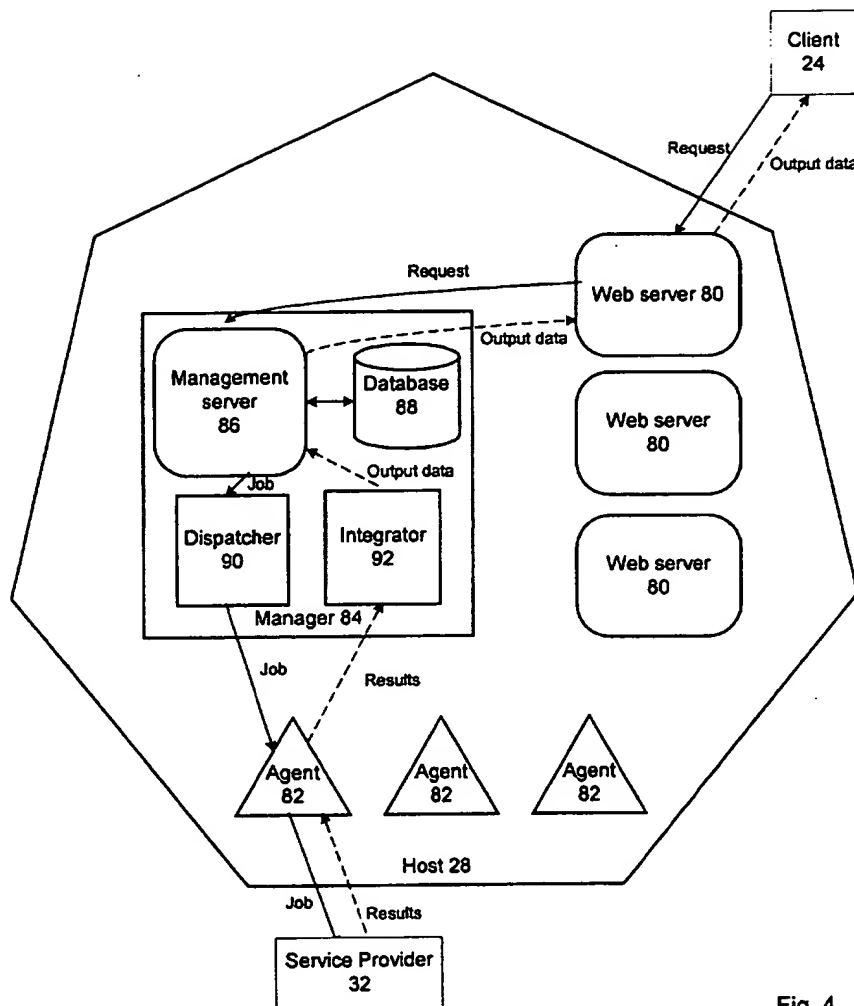 Client
24
Request
Output data
Request
Web server 80
Output data
Management
server
86
Database
88
Output data
Job
Web server
80
Dispatcher
90
Integrator
92
Web server
80
Manager 84
Job
Results
Agent
82
Agent
82
Agent
82
Host 28
Job
Results
Service Provider
32
Fig. 4